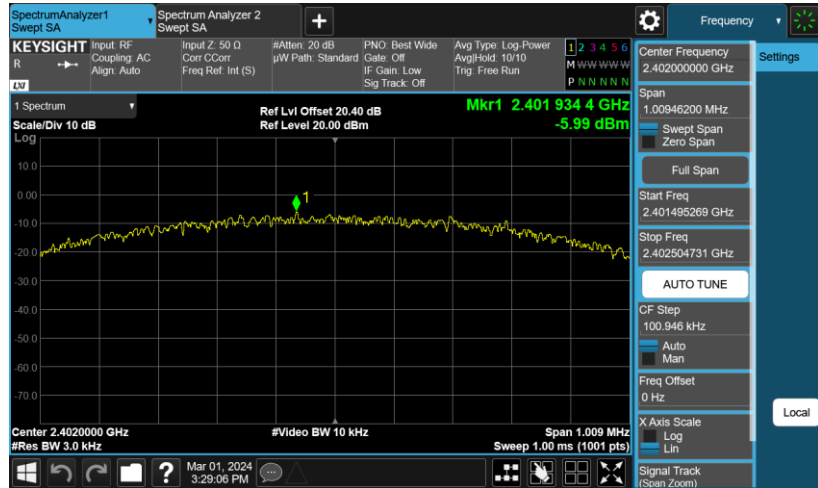 SpectrumAnalyzer1
Swept SA
Spectrum Analyzer 2
Swept SA
+
Frequency
KEYSIGHT
R
LXI
Input: RF
Coupling: AC
Align: Auto
Input Z: 50 Ω
Corr CCorr
Freq Ref: Int (S)
#Atten: 20 dB
µW Path: Standard
PNO: Best Wide
Gate: Off
IF Gain: Low
Sig Track: Off
Avg Type: Log-Power
Avg|Hold: 10/10
Trig: Free Run
1 2 3 4 5 6
M W W W W W
P N N N N N
1 Spectrum
Scale/Div 10 dB
Log
Ref Lvl Offset 20.40 dB
Ref Level 20.00 dBm
Mkr1 2.401 934 4 GHz
-5.99 dBm
10.0
0.00
-10.0
-20.0
-30.0
-40.0
-50.0
-60.0
-70.0
1
Center 2.4020000 GHz
#Res BW 3.0 kHz
#Video BW 10 kHz
Span 1.009 MHz
Sweep 1.00 ms (1001 pts)
?
Mar 01, 2024
3:29:06 PM
Center Frequency
2.402000000 GHz
Span
1.00946200 MHz
Swept Span
Zero Span
Full Span
Start Freq
2.401495269 GHz
Stop Freq
2.402504731 GHz
AUTO TUNE
CF Step
100.946 kHz
Auto
Man
Freq Offset
0 Hz
X Axis Scale
Log
Lin
Signal Track
(Span Zoom)
Settings
Local